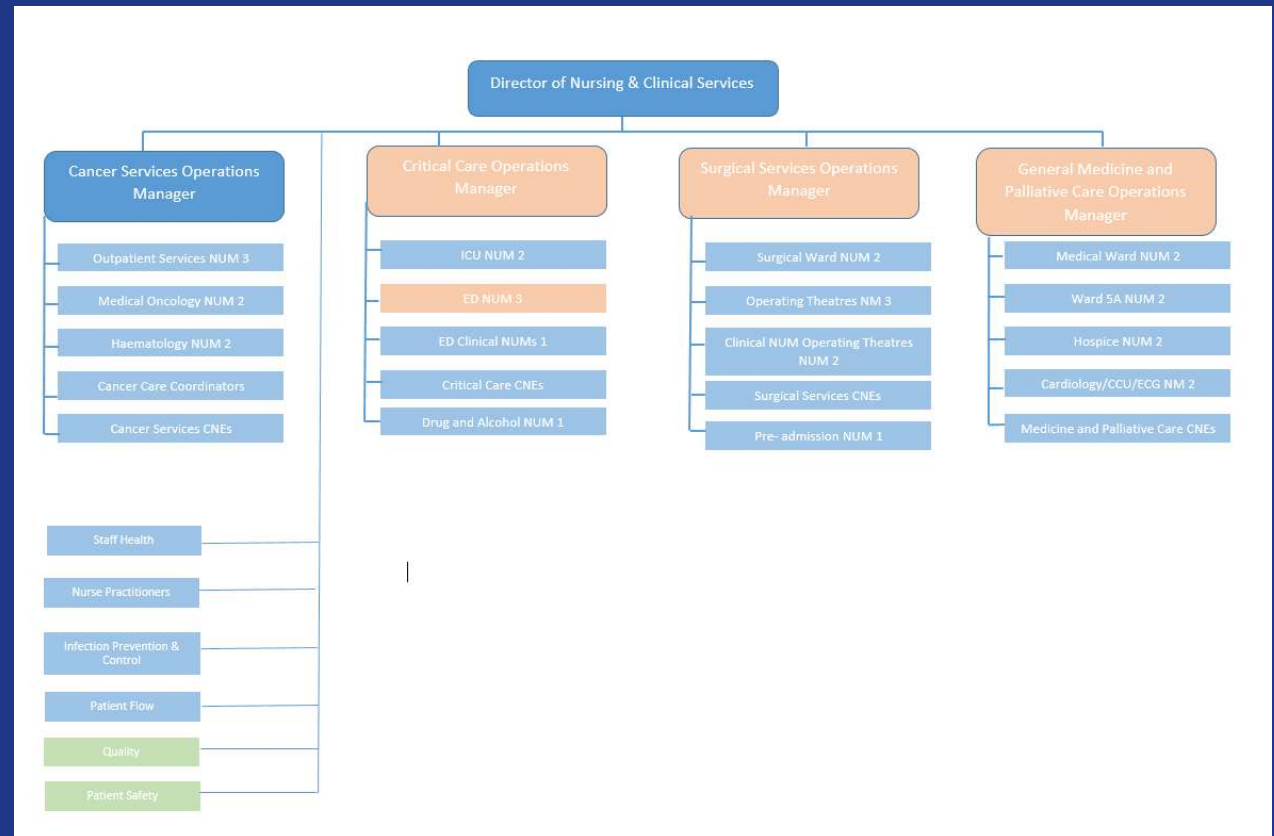 Director of Nursing & Clinical Services
Cancer Services Operations
Manager
Critical Care Operations
Manager
Surgical Services Operations
Manager
General Medicine and
Palliative Care Operations
Manager
Outpatient Services NUM 3
Medical Oncology NUM 2
Haematology NUM 2
Cancer Care Coordinators
Cancer Services CNEs
ICU NUM 2
ED NUM 3
ED Clinical NUMs 1
Critical Care CNEs
Drug and Alcohol NUM 1
Surgical Ward NUM 2
Operating Theatres NM 3
Clinical NUM Operating Theatres
NUM 2
Surgical Services CNEs
Pre- admission NUM 1
Medical Ward NUM 2
Ward 5A NUM 2
Hospice NUM 2
Cardiology/CCU/ECG NM 2
Medicine and Palliative Care CNEs
Staff Health
Nurse Practitioners
Infection Prevention &
Control
Patient Flow
Quality
Patient Safety